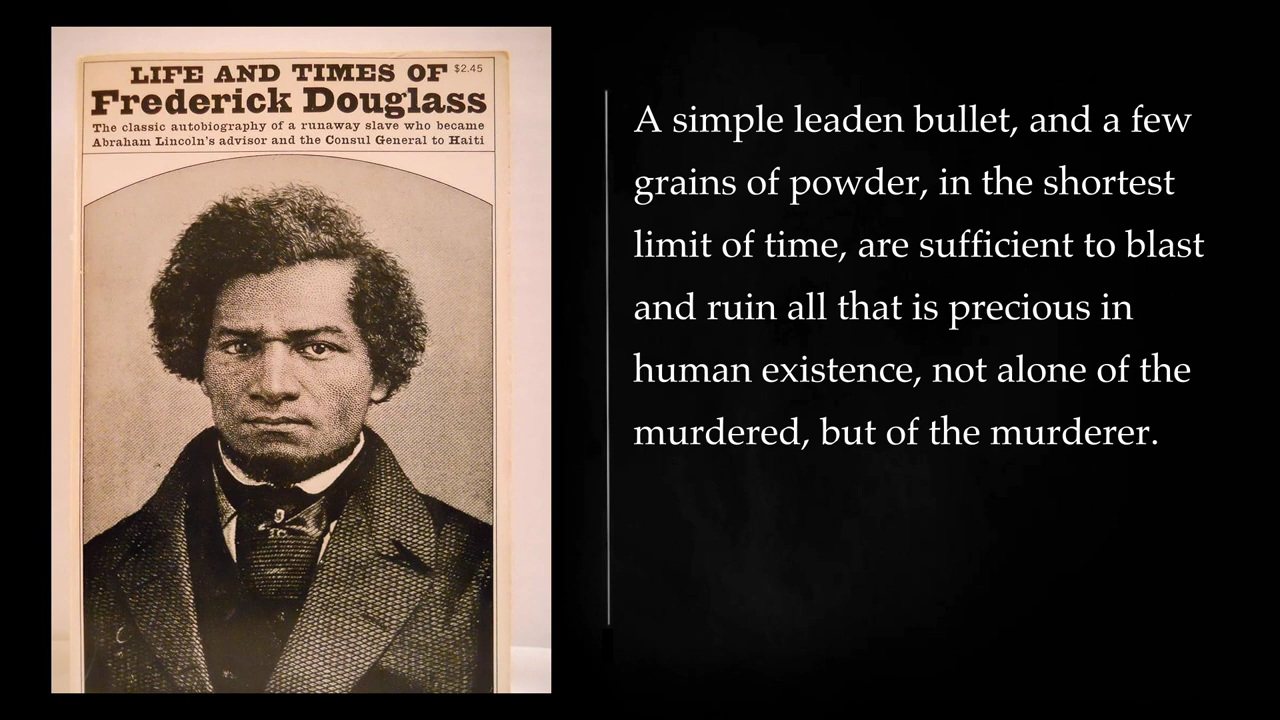 LIFE AND TIMES OF $2.45
Frederick Douglass
The classic autobiography of a runaway slave who became
Abraham Lincoln's advisor and the Consul General to Haiti
A simple leaden bullet, and a few
grains of powder, in the shortest
limit of time, are sufficient to blast
and ruin all that is precious in
human existence, not alone of the
murdered, but of the murderer.